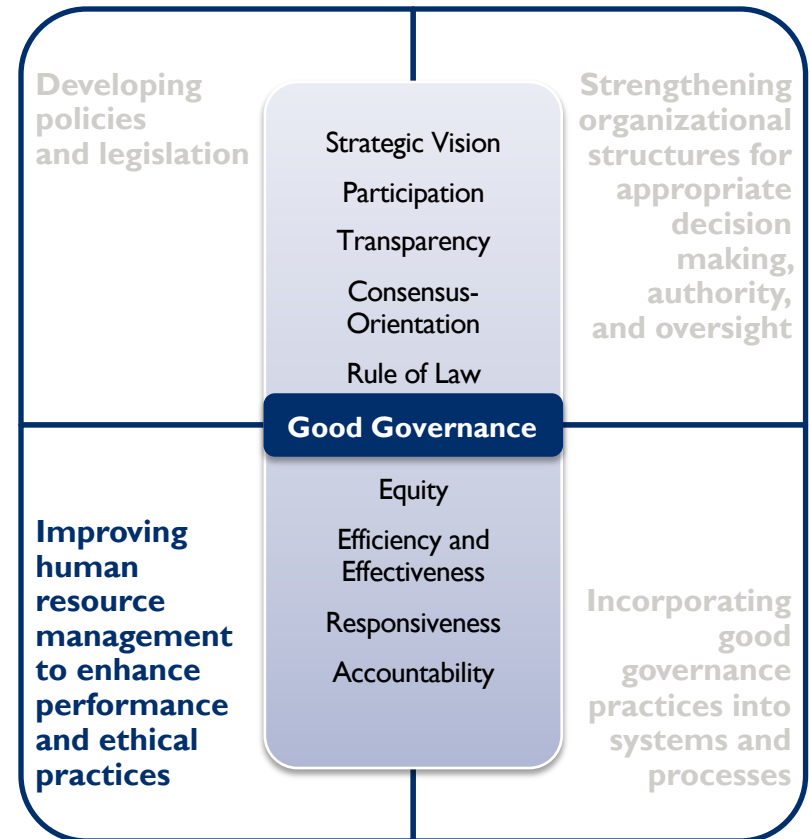 Developing
policies
and legislation
Strengthening
organizational
structures for
appropriate
decision
making,
authority,
and oversight
Strategic Vision
Participation
Transparency
Consensus-
Orientation
Rule of Law
Good Governance
Equity
Efficiency and
Effectiveness
Responsiveness
Accountability
Improving
human
resource
management
to enhance
performance
and ethical
practices
Incorporating
good
governance
practices into
systems and
processes